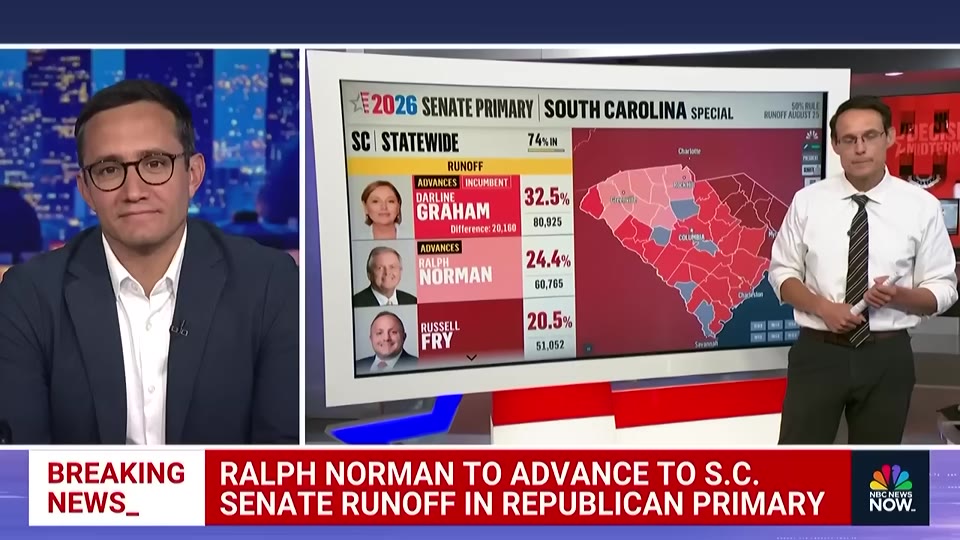 2026 SENATE PRIMARY | SOUTH CAROLINA SPECIAL
50% RULE
RUNOFF AUGUST 25
SC | STATEWIDE
74% IN
RUNOFF
ADVANCES INCUMBENT
DARLINE
GRAHAM
Difference: 20,160
32.5%
80,925
ADVANCES
RALPH
NORMAN
24.4%
60,765
RUSSELL
FRY
20.5%
51,052
Charlotte
Greenville
COLUMBIA
Charleston
Savannah
BREAKING
NEWS_
RALPH NORMAN TO ADVANCE TO S.C.
SENATE RUNOFF IN REPUBLICAN PRIMARY
NBC NEWS
NOW_